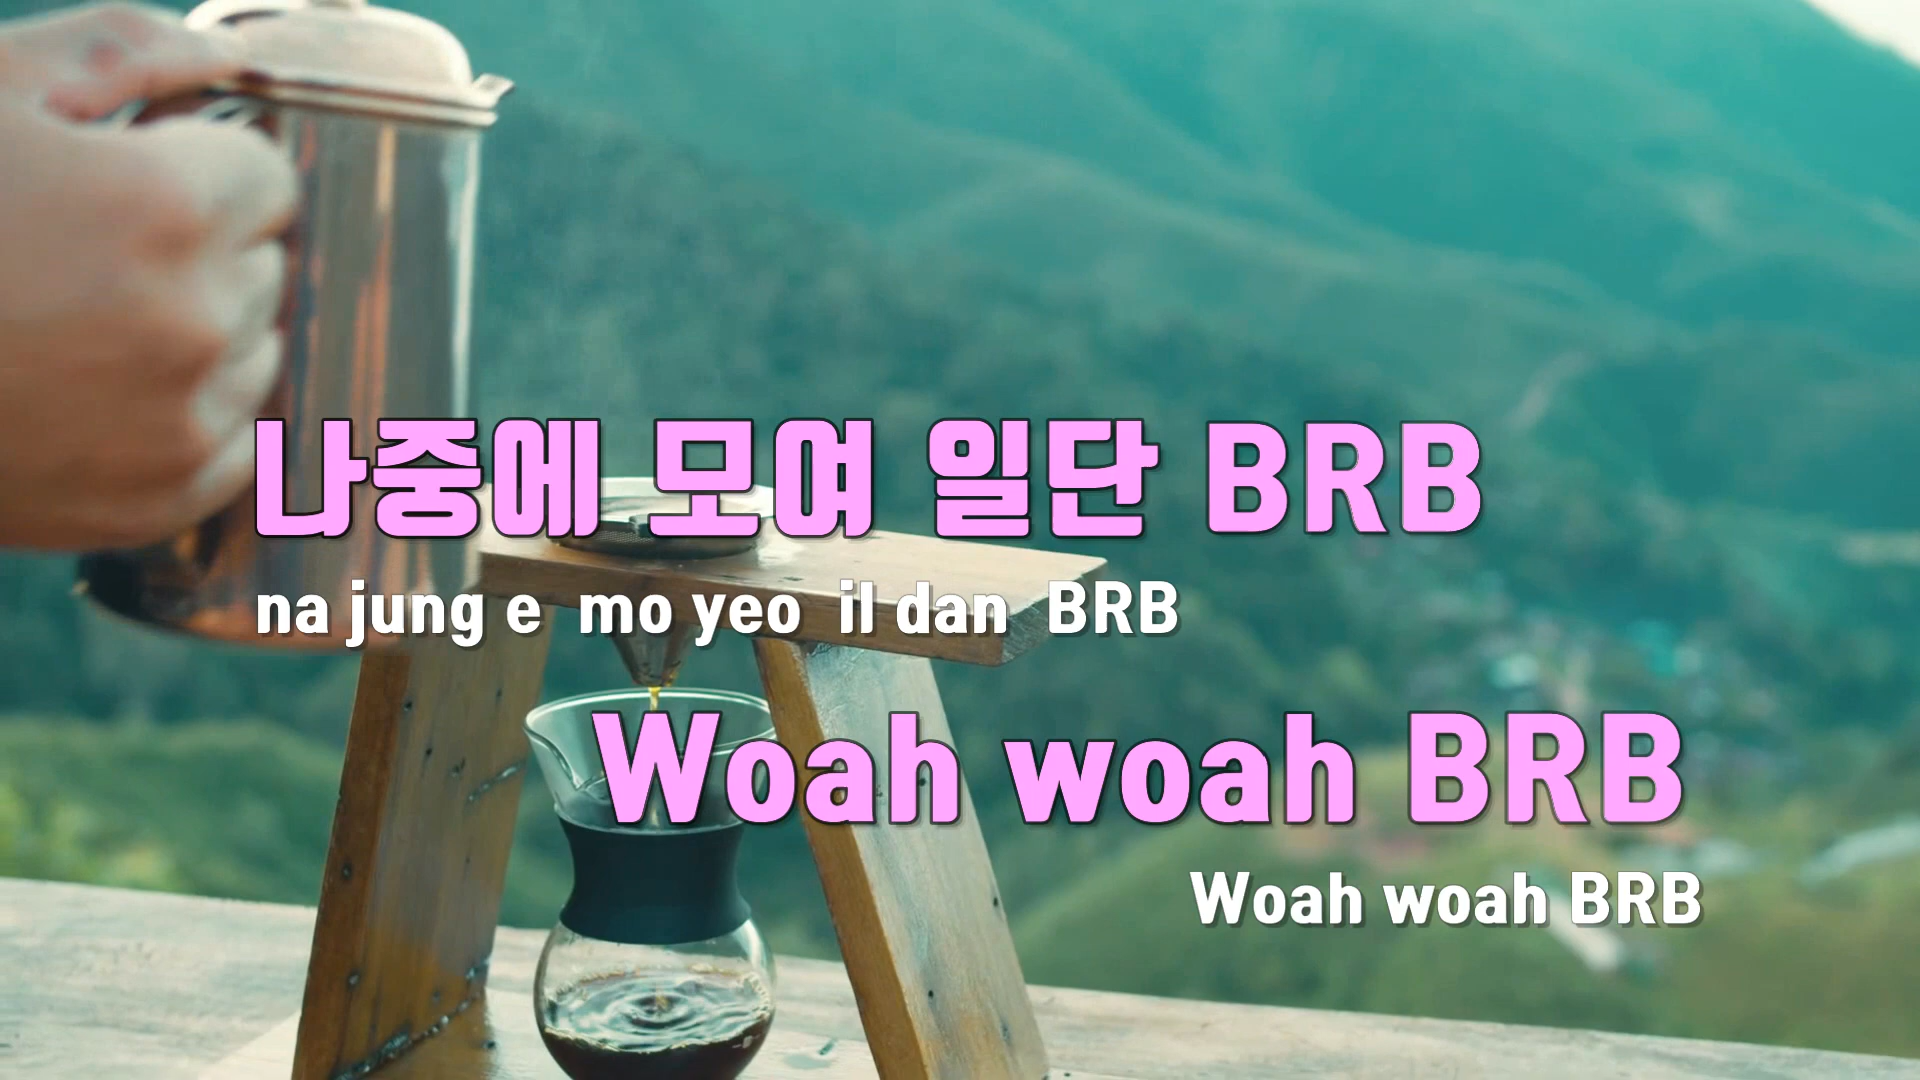 나중에 모여 일단 BRB
na jung e mo yeo il dan BRB
Woah woah BRB
Woah woah BRB